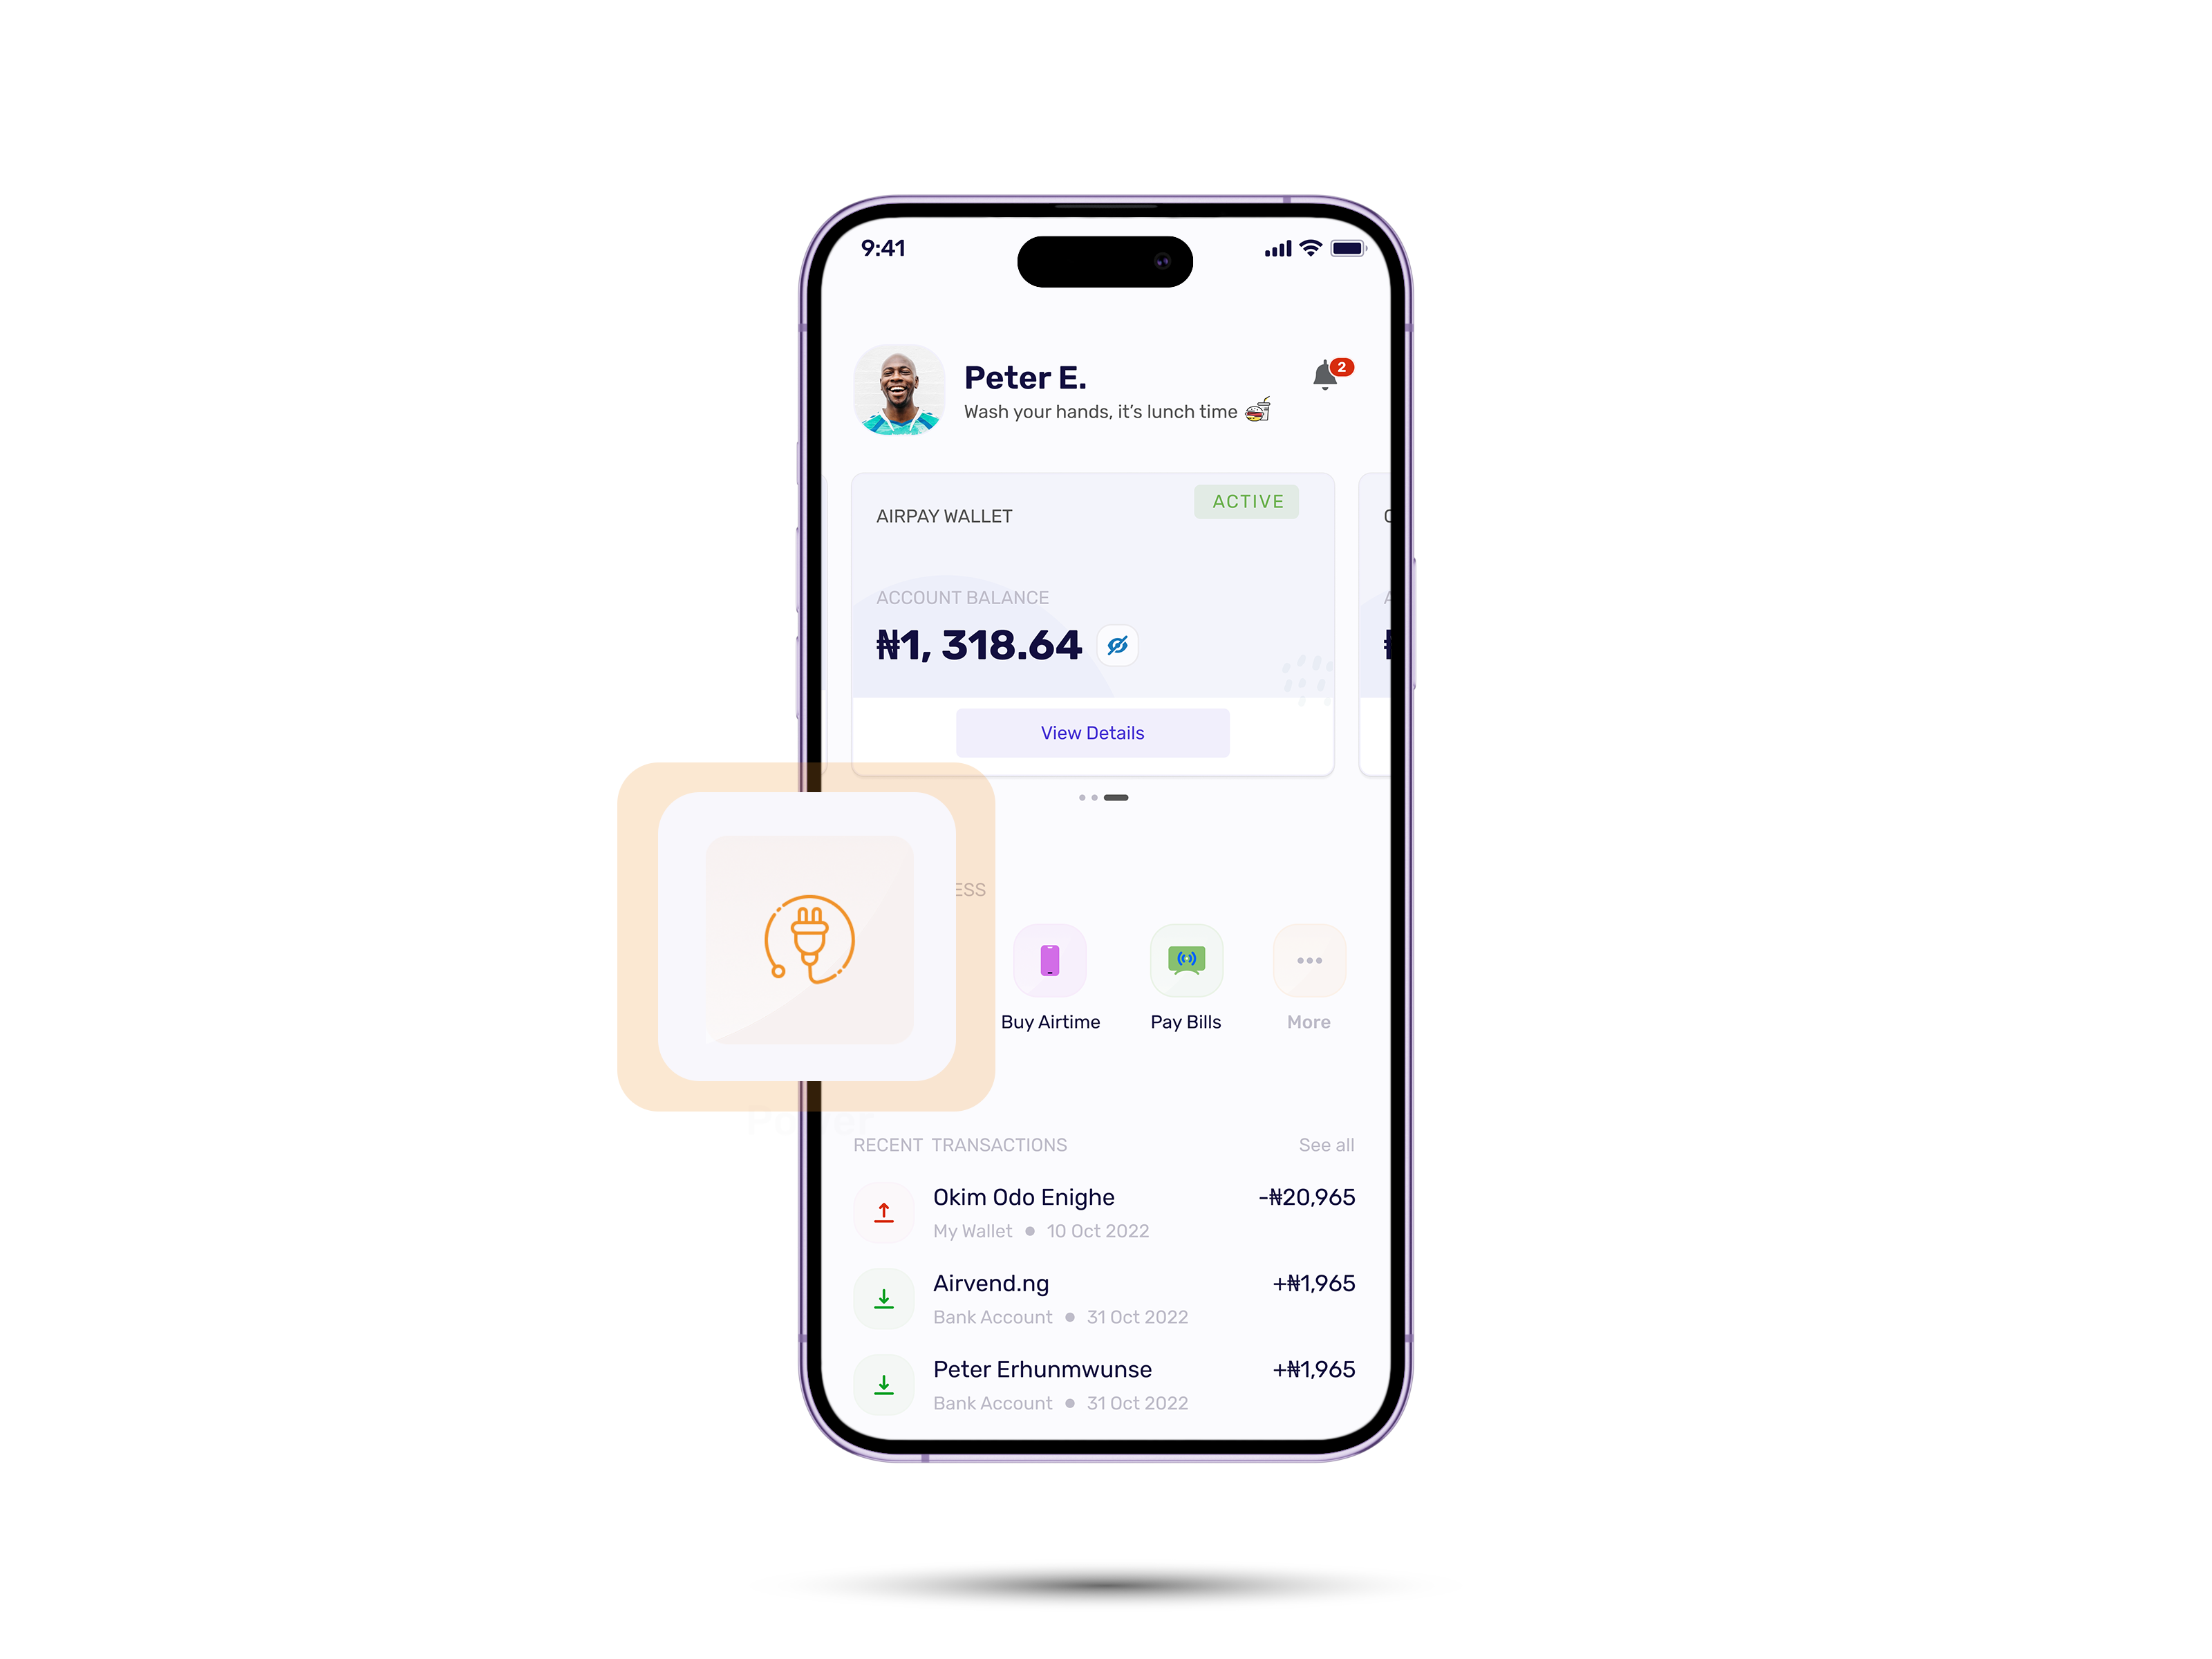 9:41
Peter E.
2
Wash your hands, it's lunch time
ACTIVE
AIRPAY WALLET
ACCOUNT BALANCE
₦1, 318.64
View Details
ESS
Buy Airtime
Pay Bills
More
Power
RECENT TRANSACTIONS
See all
Okim Odo Enighe
-₦20,965
My Wallet ● 10 Oct 2022
Airvend.ng
+₦1,965
Bank Account ● 31 Oct 2022
Peter Erhunmwunse
+₦1,965
Bank Account ● 31 Oct 2022